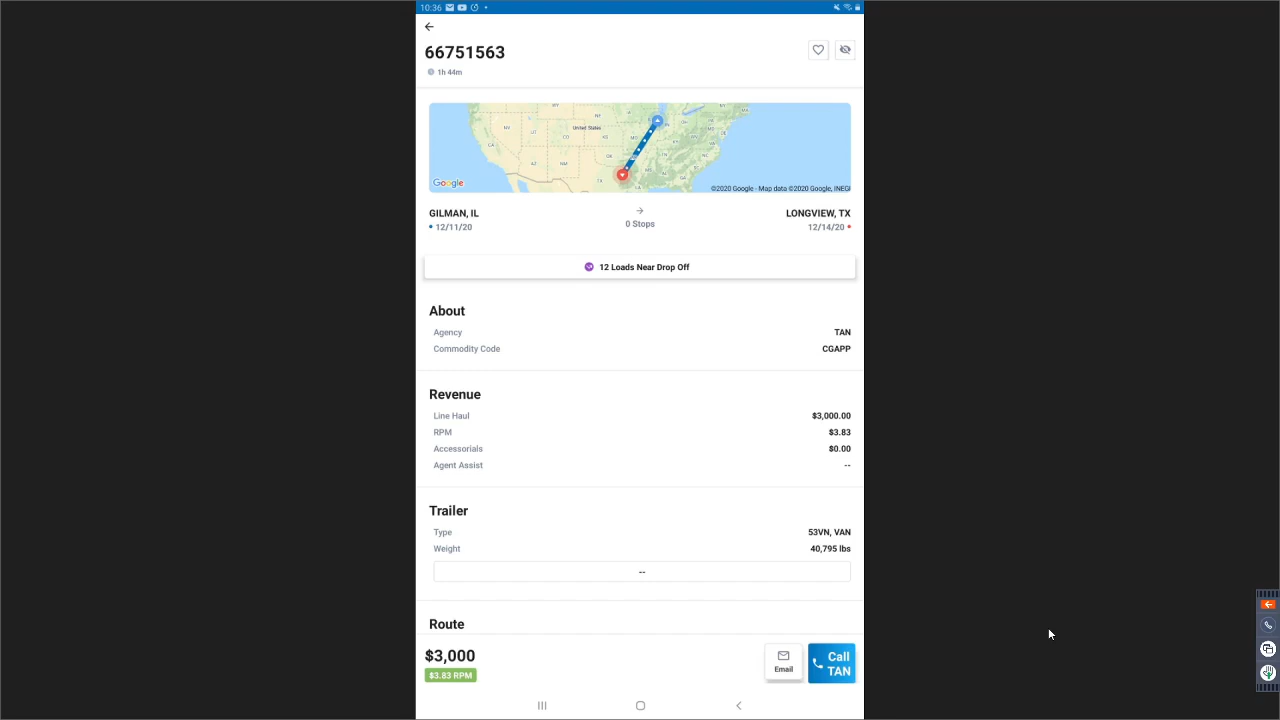 10:36
66751563
1h 44m
United States
Google
©2020 Google - Map data ©2020 Google, INEGI
GILMAN, IL
LONGVIEW, TX
12/11/20
0 Stops
12/14/20
12 Loads Near Drop Off
About
Agency TAN
Commodity Code CGAPP
Revenue
Line Haul $3,000.00
RPM $3.83
Accessorials $0.00
Agent Assist --
Trailer
Type 53VN, VAN
Weight 40,795 lbs
--
Route
$3,000
$3.83 RPM
Email
Call
TAN